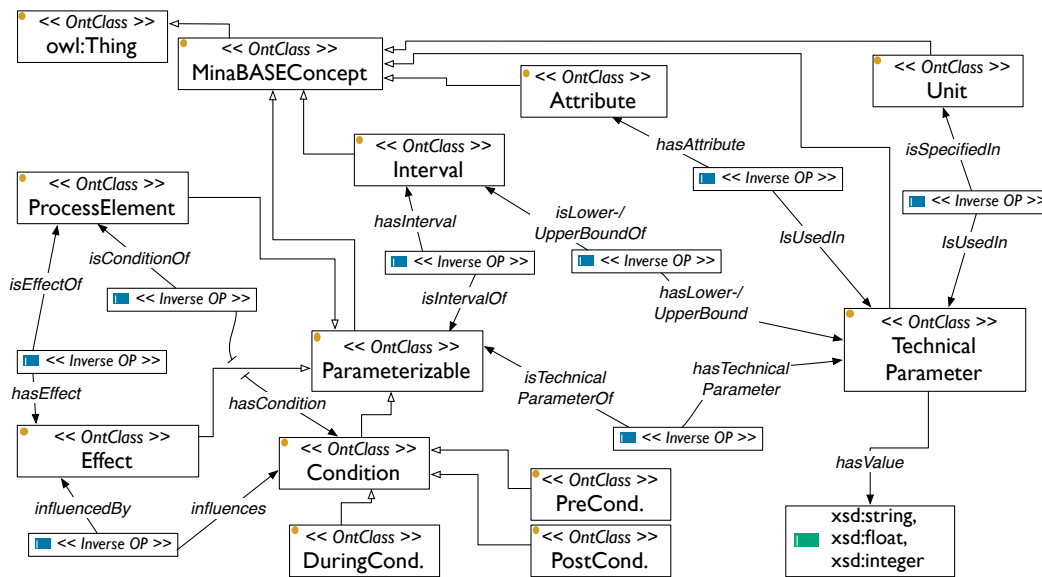 << OntClass >>
owl:Thing
<< OntClass >>
MinaBASEConcept
<< OntClass >>
Attribute
<< OntClass >>
Unit
<< OntClass >>
Interval
hasAttribute
isSpecifiedIn
<< Inverse OP >>
<< OntClass >>
ProcessElement
hasInterval
isLower-/
UpperBoundOf
IsUsedIn
<< Inverse OP >>
IsUsedIn
isConditionOf
<< Inverse OP >>
<< Inverse OP >>
isEffectOf
<< Inverse OP >>
isIntervalOf
hasLower-/
UpperBound
<< OntClass >>
Technical
Parameter
<< Inverse OP >>
<< OntClass >>
Parameterizable
isTechnical
ParameterOf
hasTechnical
Parameter
hasEffect
hasCondition
<< OntClass >>
Effect
<< OntClass >>
Condition
<< Inverse OP >>
hasValue
influencedBy
influences
<< OntClass >>
PreCond.
<< Inverse OP >>
<< OntClass >>
DuringCond.
<< OntClass >>
PostCond.
xsd:string,
xsd:float,
xsd:integer